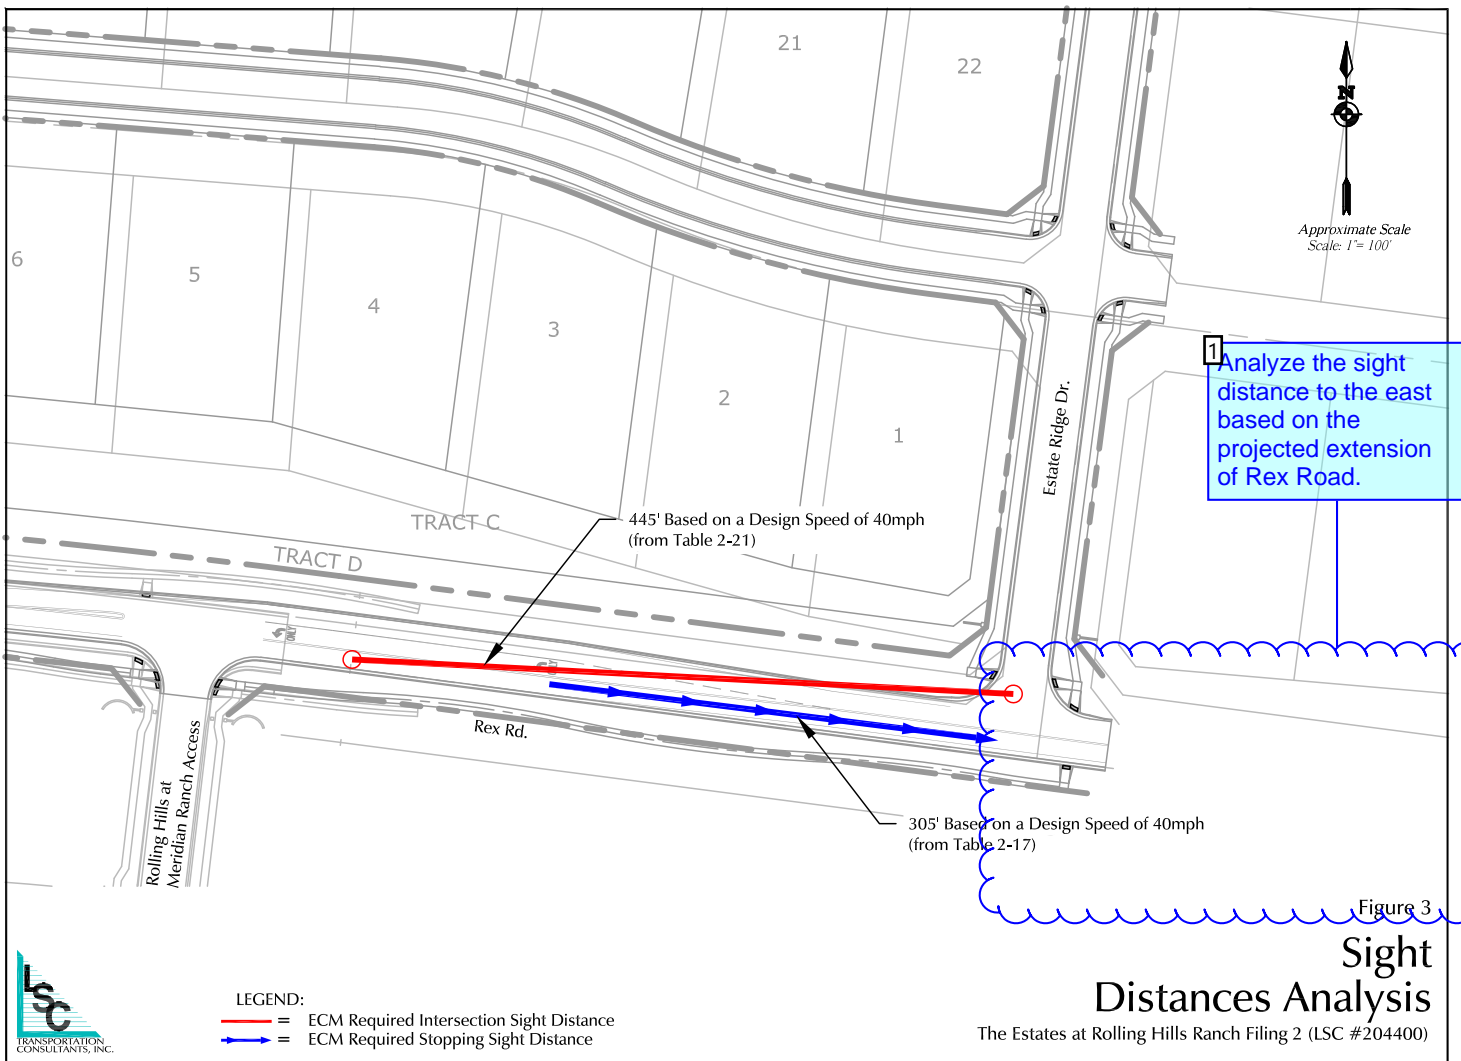 21
22
N
Approximate Scale
Scale: 1"= 100'
6
5
4
3
2
1
1
Analyze the sight
distance to the east
based on the
projected extension
of Rex Road.
Estate Ridge Dr.
445' Based on a Design Speed of 40mph
(from Table 2-21)
TRACT C
TRACT D
ONLY
Rex Rd.
Rolling Hills at
Meridian Ranch Access
305' Based on a Design Speed of 40mph
(from Table 2-17)
Figure 3
Sight
Distances Analysis
The Estates at Rolling Hills Ranch Filing 2 (LSC #204400)
LSC
TRANSPORTATION
CONSULTANTS, INC.
LEGEND:
= ECM Required Intersection Sight Distance
= ECM Required Stopping Sight Distance